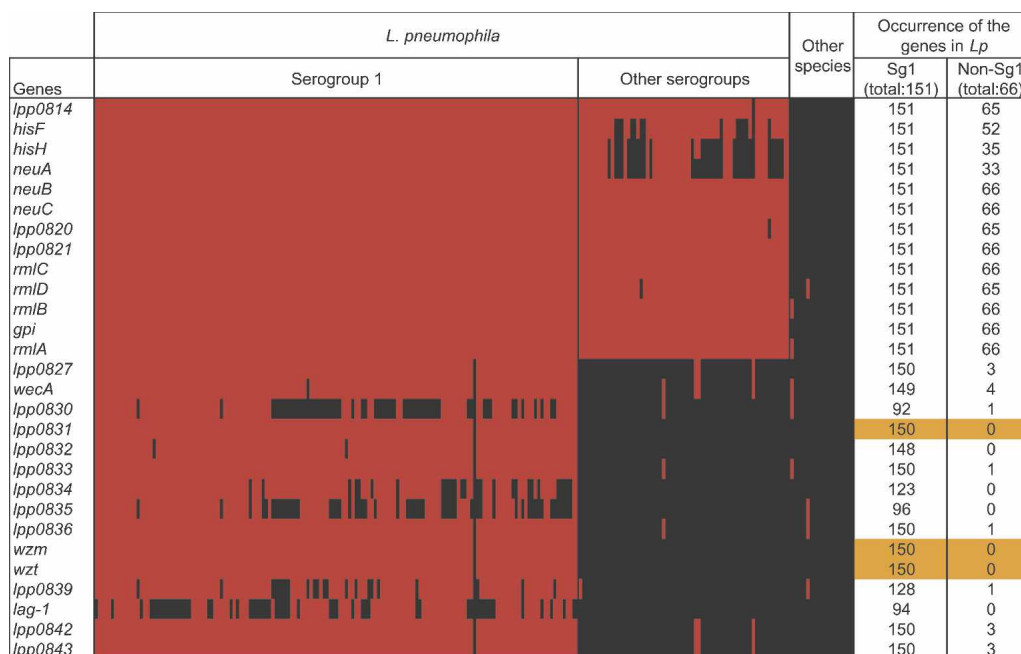 L. pneumophila Other species Occurrence of the genes in Lp
Genes Serogroup 1 Other serogroups Sg1 (total:151) Non-Sg1 (total:66)
lpp0814 151 65
hisF 151 52
hisH 151 35
neuA 151 33
neuB 151 66
neuC 151 66
lpp0820 151 65
lpp0821 151 66
rmlC 151 66
rmlD 151 65
rmlB 151 66
gpi 151 66
rmlA 151 66
lpp0827 150 3
wecA 149 4
lpp0830 92 1
lpp0831 150 0
lpp0832 148 0
lpp0833 150 1
lpp0834 123 0
lpp0835 96 0
lpp0836 150 1
wzm 150 0
wzt 150 0
lpp0839 128 1
lag-1 94 0
lpp0842 150 3
lpp0843 150 3